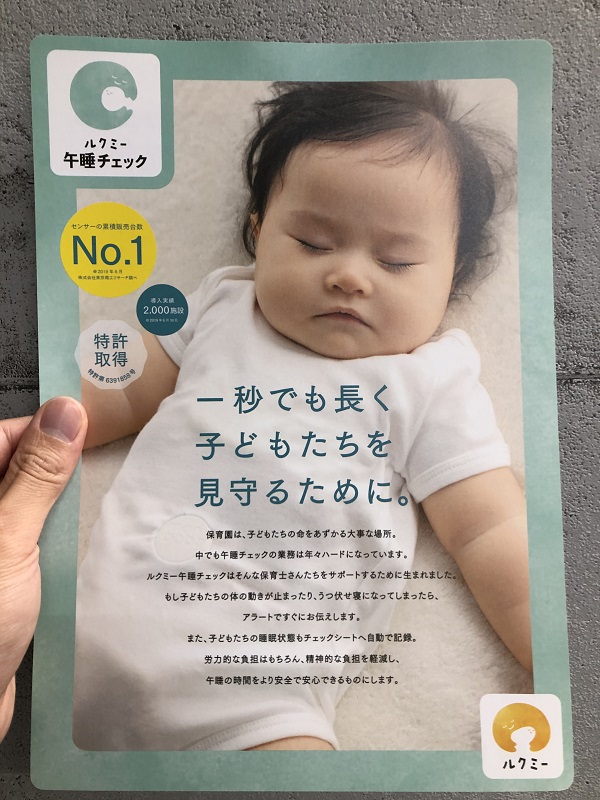 ルクミー
午睡チェック
センサーの累積販売台数
No.1
導入実績
2,000施設
特許
取得
特許第6391858号
一秒でも長く
子どもたちを
見守るために。
保育園は、子どもたちの命をあずかる大事な場所。
中でも午睡チェックの業務は年々ハードになっています。
ルクミー午睡チェックはそんな保育士さんたちをサポートするために生まれました。
もし子どもたちの体の動きが止まったり、うつ伏せ寝になってしまったら、
アラートですぐにお伝えします。
また、子どもたちの睡眠状態もチェックシートへ自動で記録。
労力的な負担はもちろん、精神的な負担を軽減し、
午睡の時間をより安全で安心できるものにします。
ルクミー